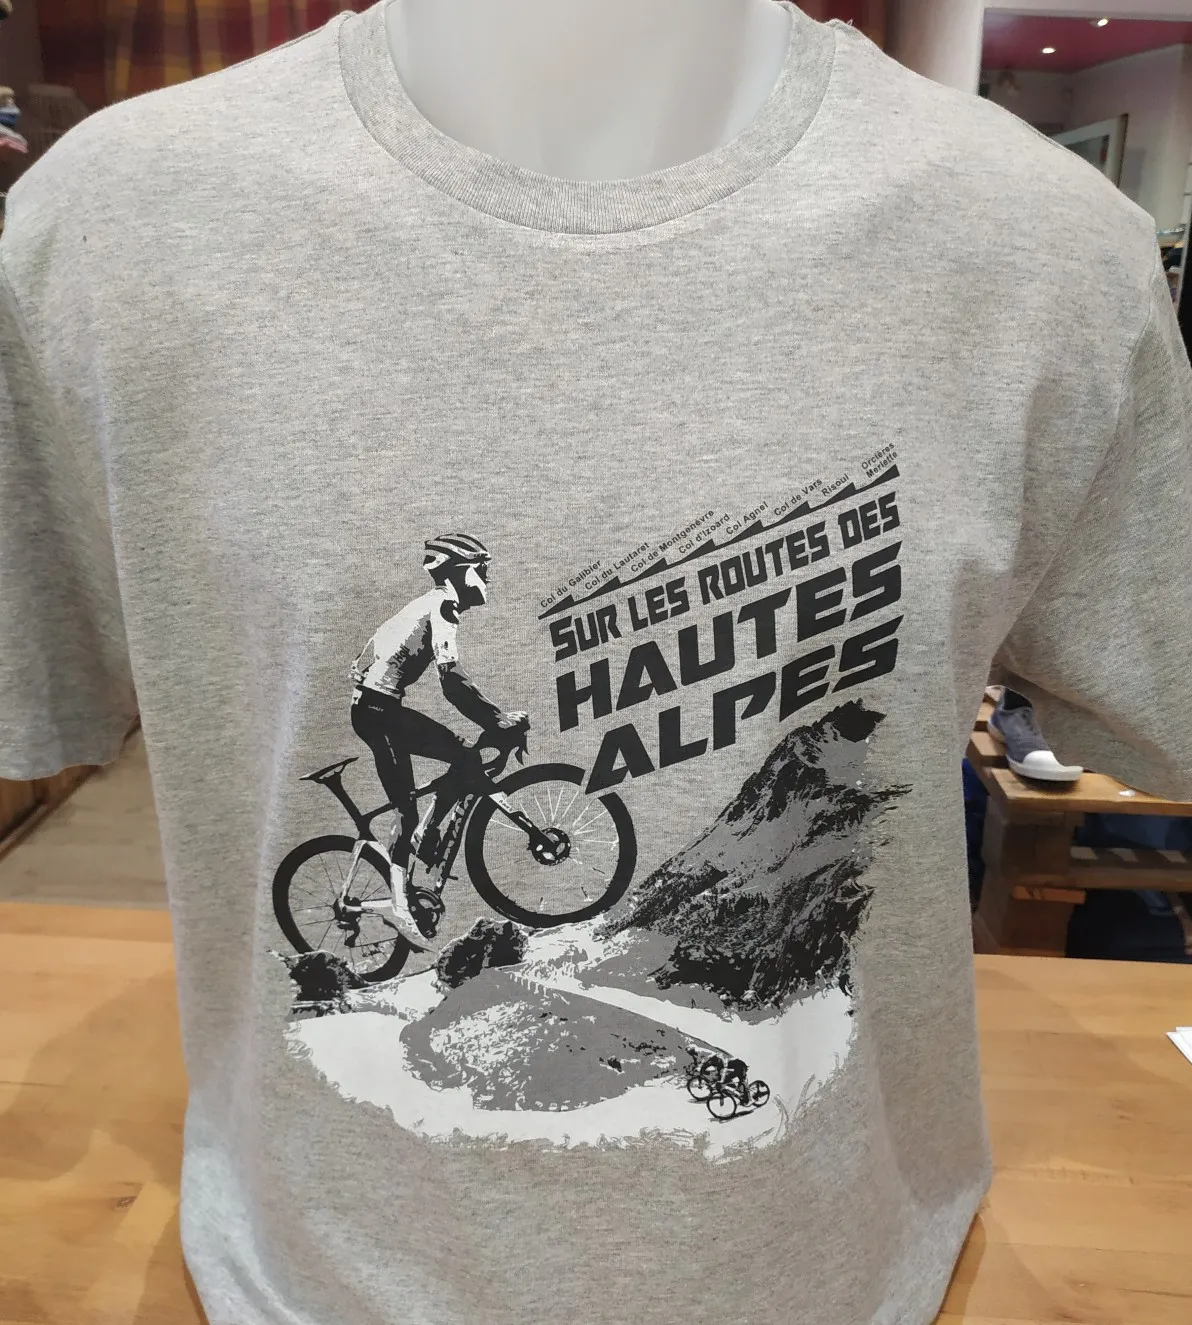 Col du Galibier
Col du Lautaret
Col de Montgenèvre
Col d'Izoard
Col Agnel
Col de Vars
Risoul
Orcières
Merlette
SUR LES ROUTES DES
HAUTES
ALPES